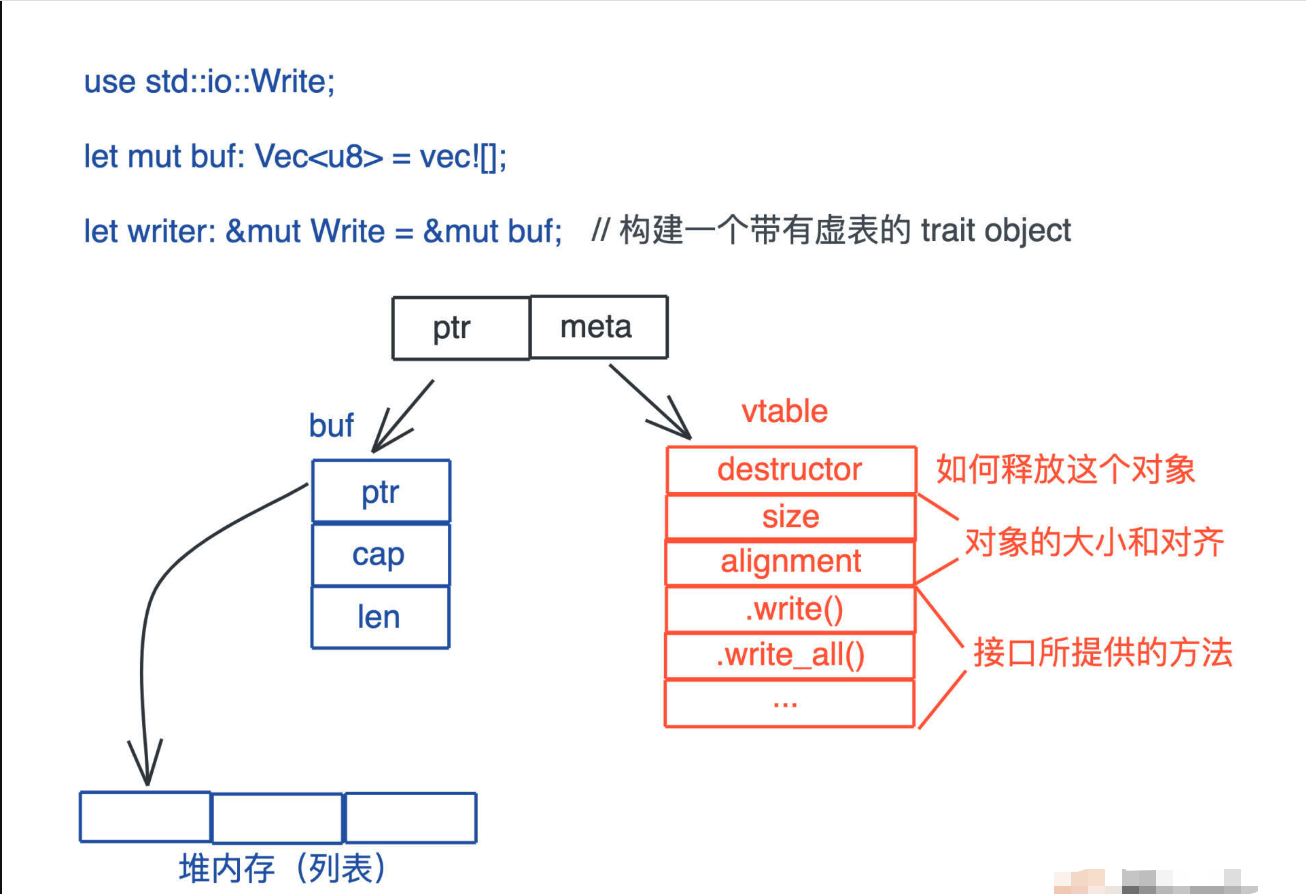 use std::io::Write;
let mut buf: Vec<u8> = vec![];
let writer: &mut Write = &mut buf; // 构建一个带有虚表的 trait object
ptr meta
buf
vtable
ptr
cap
len
destructor 如何释放这个对象
size
alignment
对象的大小和对齐
.write()
.write_all()
...
接口所提供的方法
堆内存（列表）